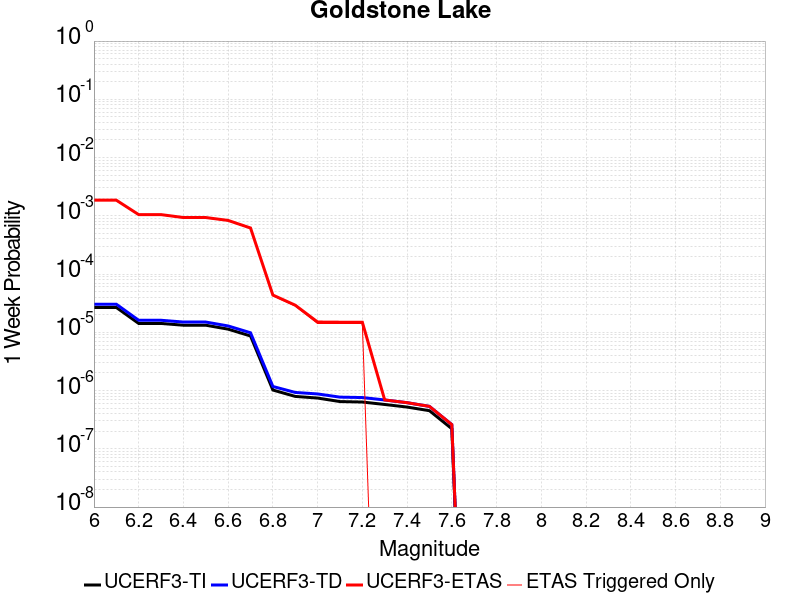 Goldstone Lake
10^0
10^-1
10^-2
10^-3
10^-4
10^-5
10^-6
10^-7
10^-8
1 Week Probability
6 6.2 6.4 6.6 6.8 7 7.2 7.4 7.6 7.8 8 8.2 8.4 8.6 8.8 9
Magnitude
UCERF3-TI UCERF3-TD UCERF3-ETAS ETAS Triggered Only